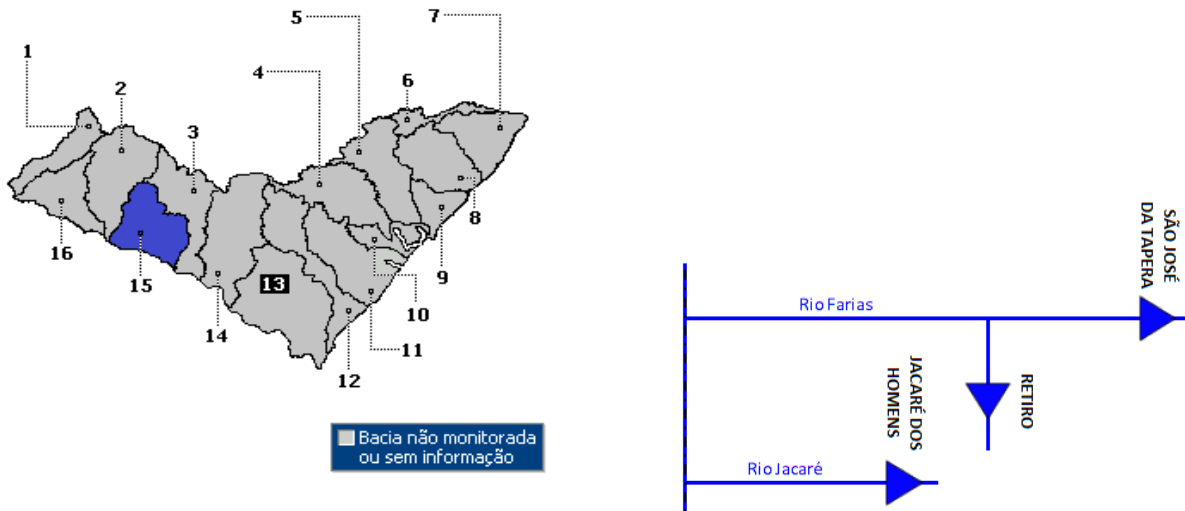 1
2
3
4
5
6
7
8
9
10
11
12
13
14
15
16
Bacia não monitorada
ou sem informação
SÃO JOSÉ
DA TAPERA
Rio Farias
JACARÉ DOS
HOMENS
RETIRO
Rio Jacaré